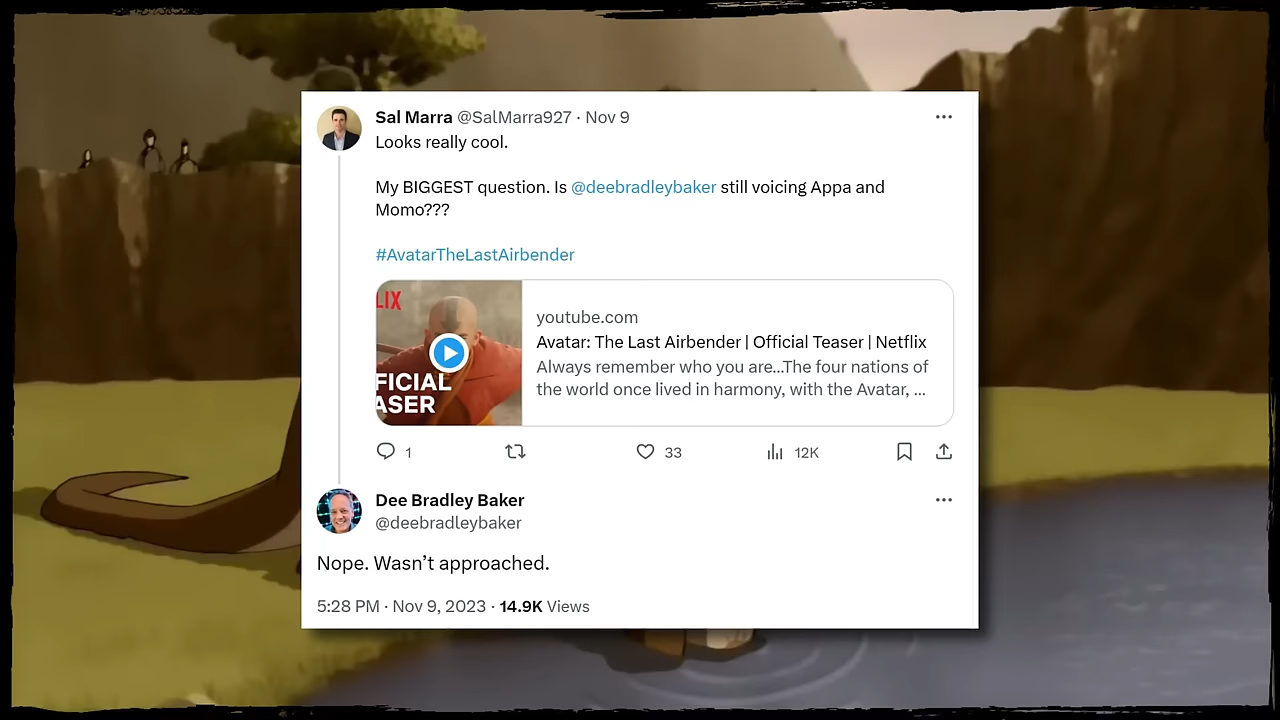 Sal Marra @SalMarra927 · Nov 9
Looks really cool.
My BIGGEST question. Is @deebradleybaker still voicing Appa and
Momo???
#AvatarTheLastAirbender
LIX
FICIAL
ASER
youtube.com
Avatar: The Last Airbender | Official Teaser | Netflix
Always remember who you are...The four nations of
the world once lived in harmony, with the Avatar, ...
1
33
12K
Dee Bradley Baker
@deebradleybaker
Nope. Wasn’t approached.
5:28 PM · Nov 9, 2023 · 14.9K Views